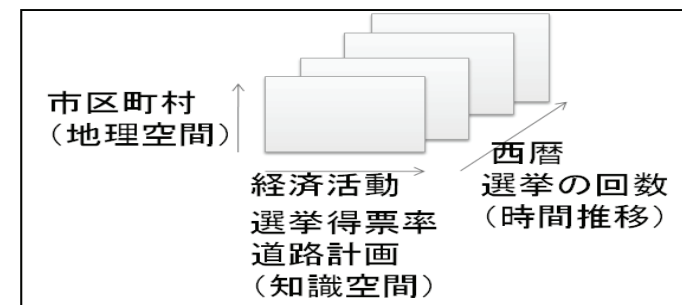 市区町村
(地理空間)
経済活動
選挙得票率
道路計画
(知識空間)
西暦
選挙の回数
(時間推移)